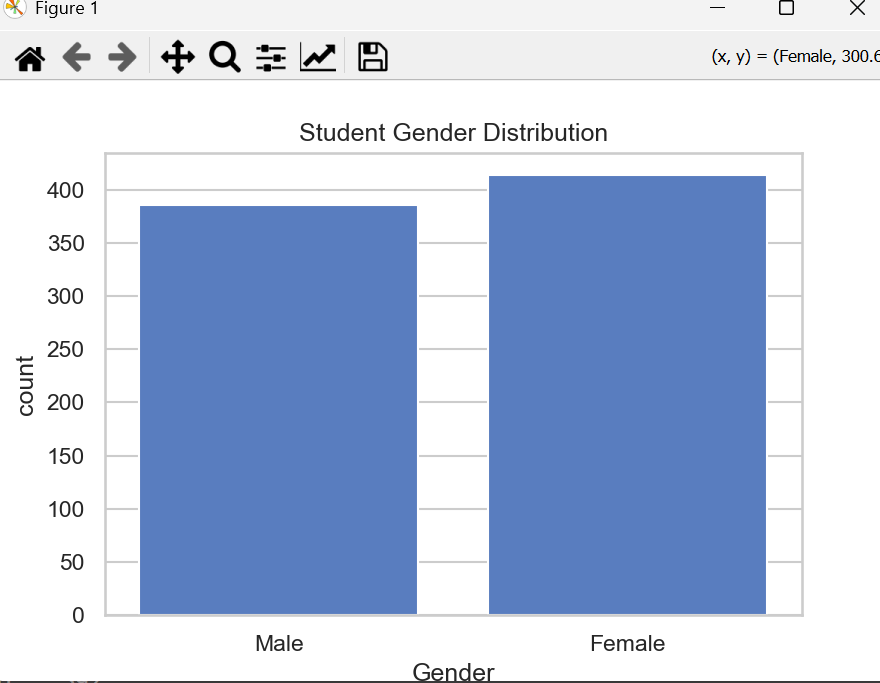 Figure 1
(x, y) = (Female, 300.6
Student Gender Distribution
400
350
300
250
200
150
100
50
0
count
Male Female
Gender